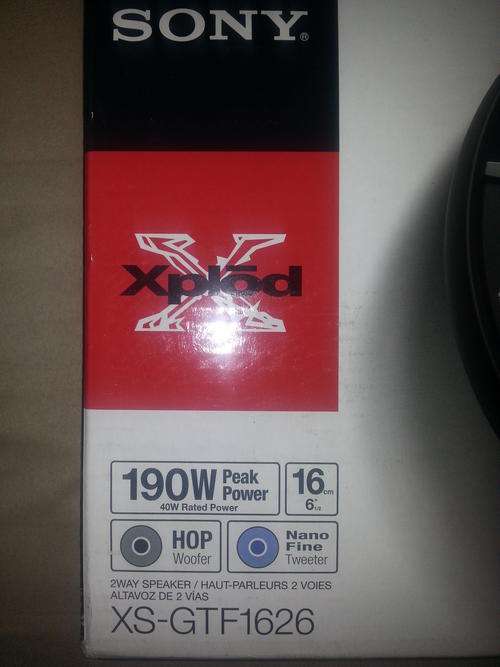 SONY®
Xplōd
190W Peak Power
40W Rated Power
16cm
6 1/2
HOP
Woofer
Nano
Fine
Tweeter
2WAY SPEAKER / HAUT-PARLEURS 2 VOIES
ALTAVOZ DE 2 VÍAS
XS-GTF1626